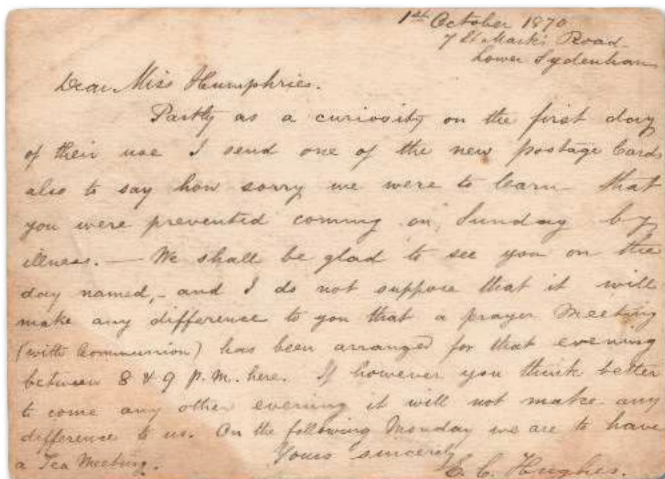 1st October 1870
7 St Mark's Road
Lower Sydenham
Dear Miss Humphries.
Partly as a curiosity on the first day
of their use I send one of the new postage Cards
also to say how sorry we were to learn that
you were prevented coming on Sunday by
illness. — We shall be glad to see you on the
day named, - and I do not suppose that it will
make any difference to you that a prayer Meeting
(with Communion) has been arranged for that evening
between 8 & 9 P.M. here. If however you think better
to come any other evening it will not make any
difference to us. On the following Monday we are to have
a Tea Meeting. Yours sincerely
E. C. Hughes.